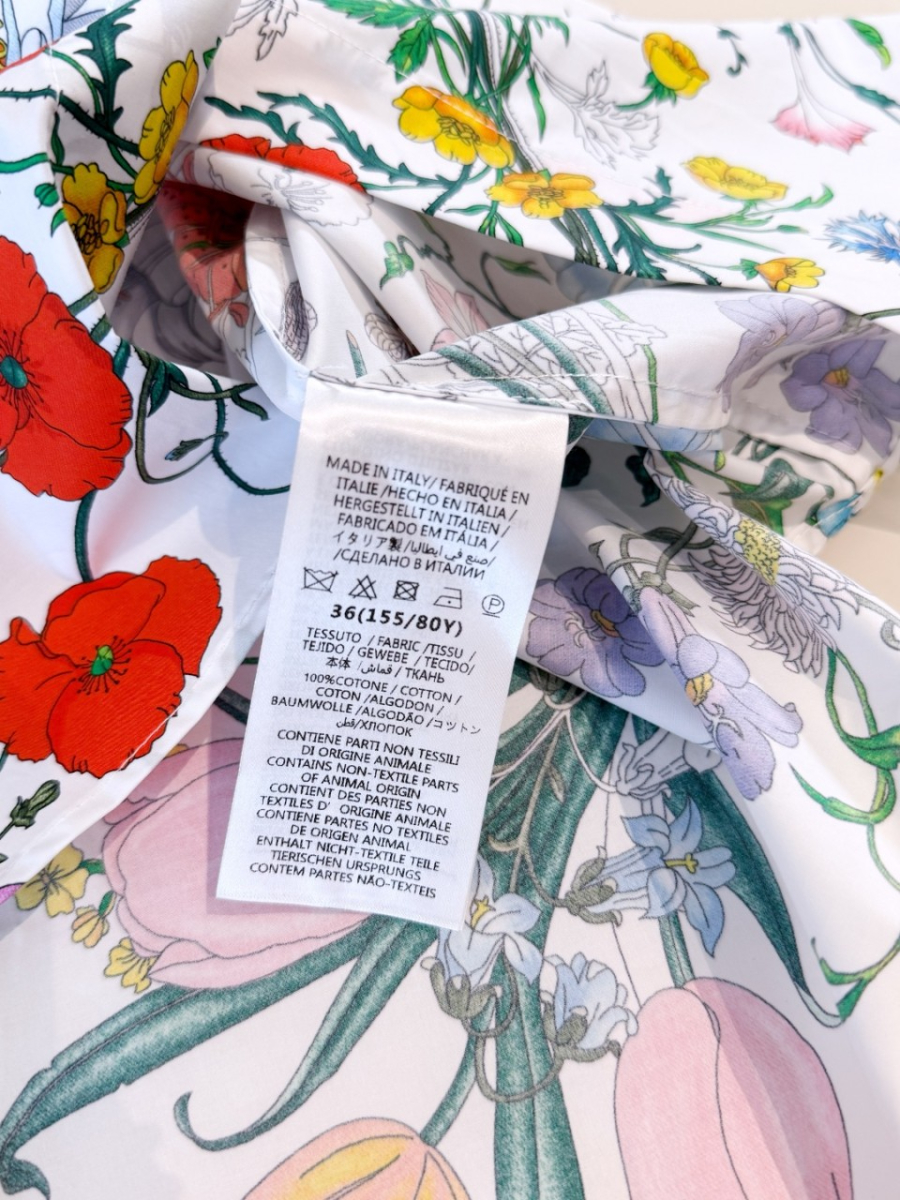 MADE IN ITALY/ FABRIQUÉ EN
ITALIE /HECHO EN ITALIA /
HERGESTELLT IN ITALIEN /
FABRICADO EM ITÁLIA /
イタリア製 /صنع في ايطاليا/
/СДЕЛАНО В ИТАЛИИ
P
36(155/80Y)
TESSUTO / FABRIC /TISSU /
TEJIDO / GEWEBE / TECIDO/
本体 /قماش/ ТКАНЬ
100%COTONE / COTTON /
COTON /ALGODON /
BAUMWOLLE /ALGODÃO /コットン
قطن/ХЛОПОК
CONTIENE PARTI NON TESSILI
DI ORIGINE ANIMALE
CONTAINS NON-TEXTILE PARTS
OF ANIMAL ORIGIN
CONTIENT DES PARTIES NON
TEXTILES D' ORIGINE ANIMALE
CONTIENE PARTES NO TEXTILES
DE ORIGEN ANIMAL
ENTHALT NICHT-TEXTILE TEILE
TIERISCHEN URSPRUNGS
CONTEM PARTES NÃO-TEXTEIS